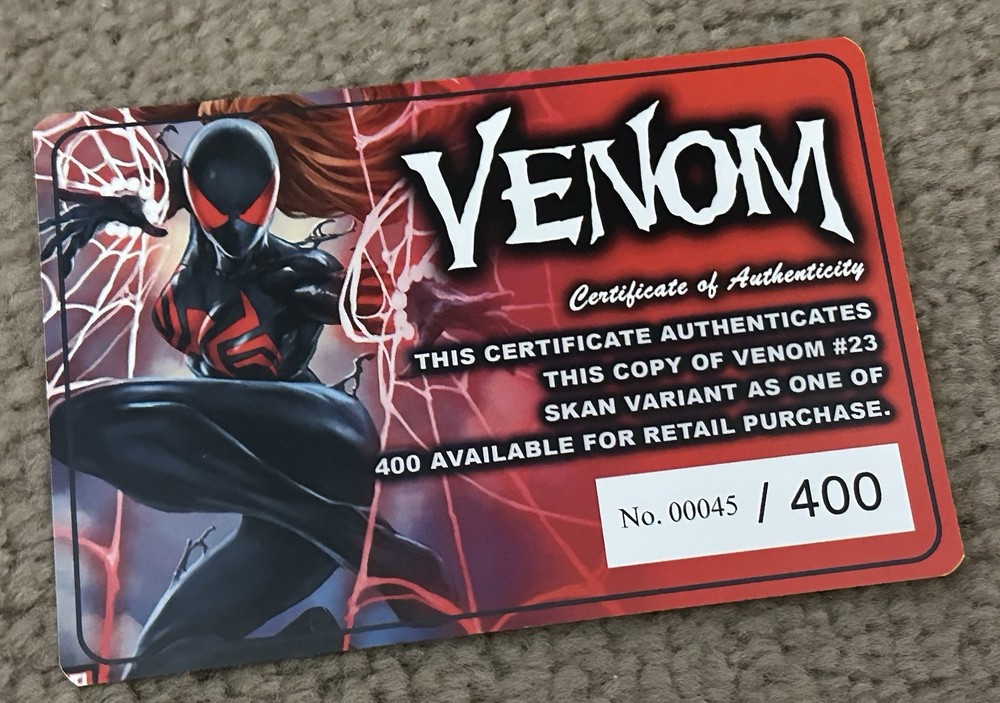 VENOM
Certificate of Authenticity
THIS CERTIFICATE AUTHENTICATES
THIS COPY OF VENOM #23
SKAN VARIANT AS ONE OF
400 AVAILABLE FOR RETAIL PURCHASE.
No. 00045 / 400